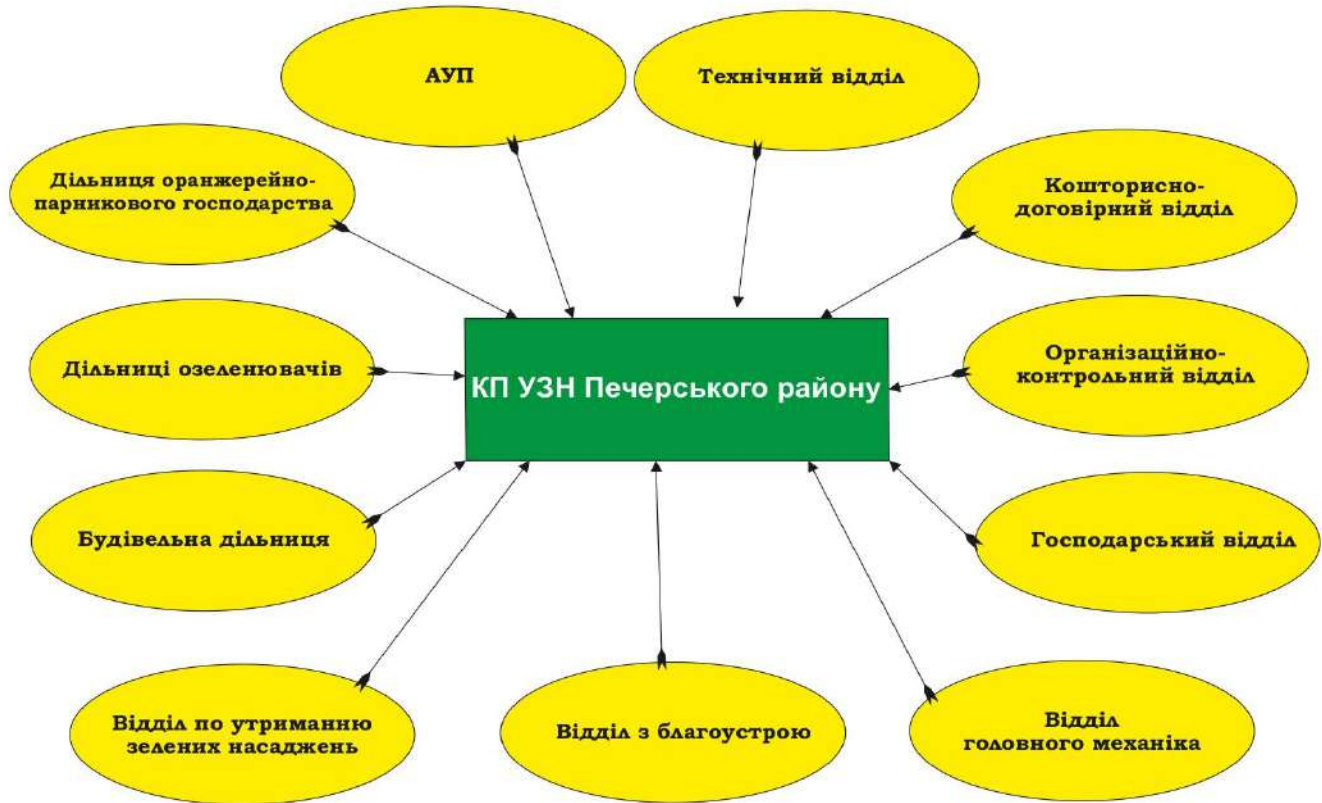 АУП
Технічний відділ
Дільниця оранжерейно-
парникового господарства
Кошторисно-
договірний відділ
Дільниці озеленювачів
КП УЗН Печерського району
Організаційно-
контрольний відділ
Будівельна дільниця
Господарський відділ
Відділ по утриманню
зелених насаджень
Відділ з благоустрою
Відділ
головного механіка